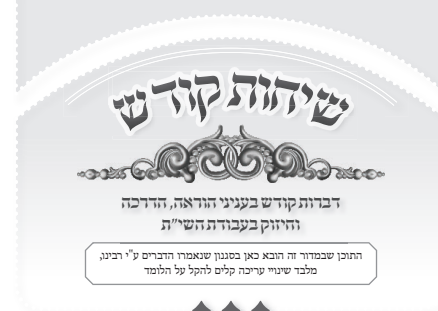 שיחות קודש
דברות קודש בעניני הוראה, הדרכה
וחיזוק בעבודת השי״ת
התוכן שבמדור זה הובא כאן בסגנון שנאמרו הדברים ע"י רבינו,
מלבד שינויי עריכה קלים להקל על הלומד